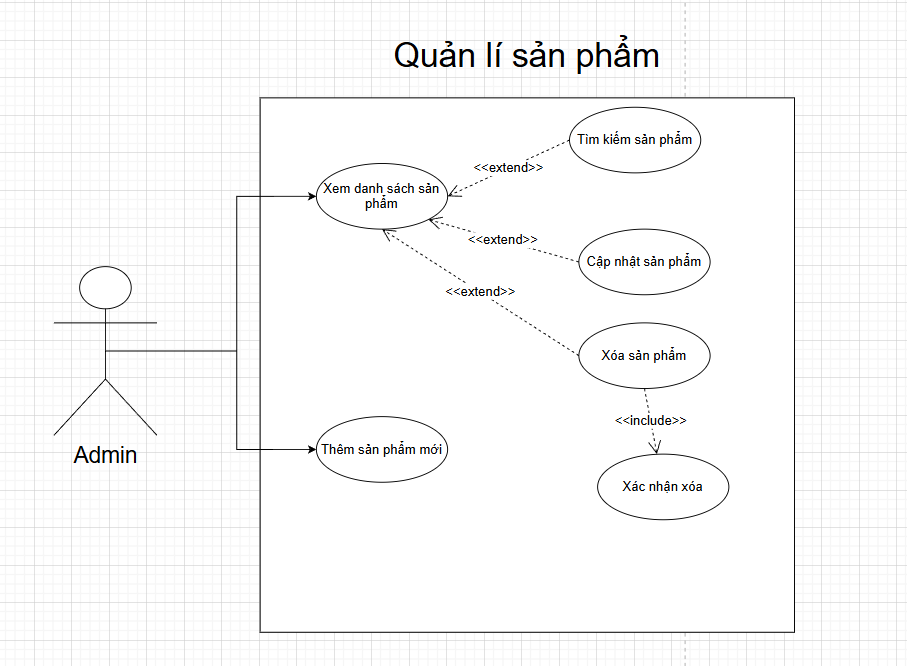 Quản lí sản phẩm
Tìm kiếm sản phẩm
<<extend>>
Xem danh sách sản
phẩm
<<extend>>
Cập nhật sản phẩm
<<extend>>
Xóa sản phẩm
<<include>>
Admin
Thêm sản phẩm mới
Xác nhận xóa